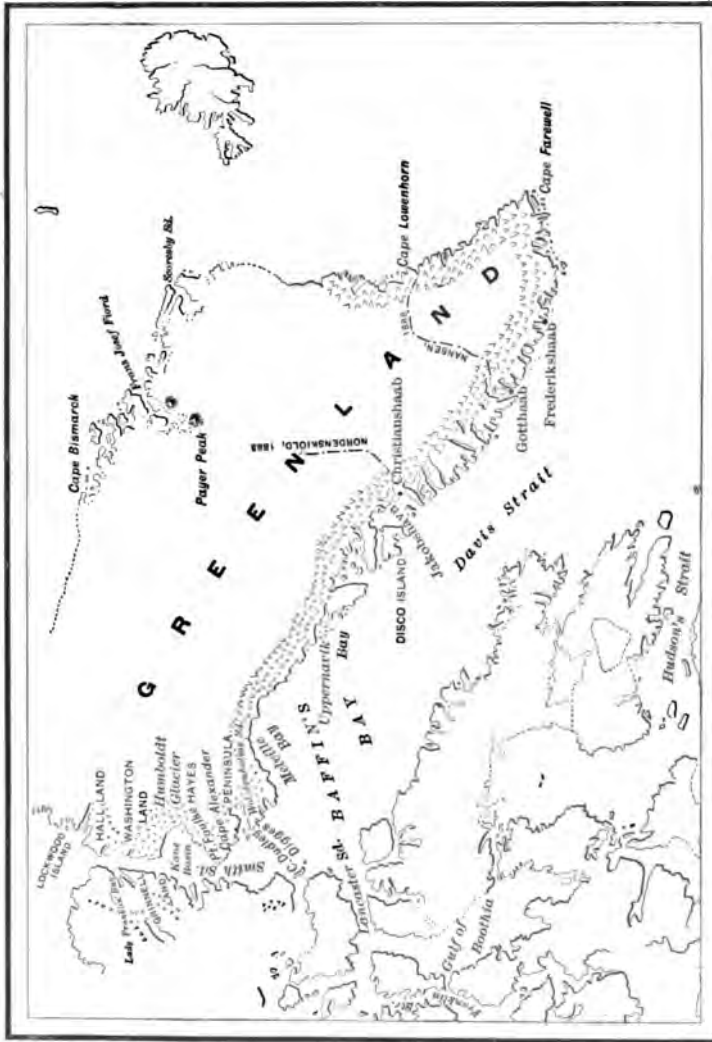 LOCKWOOD
ISLAND
HALL LAND
WASHINGTON
LAND
Humboldt
Glacier
Kane
Basin
HAYES
PENINSULA
Cape Alexander
Smith
Sd.
C. Dudley
Digges
Lady Franklin Bay
GRINNEL
LAND
Melville
Bay
BAFFIN'S
BAY
Uppernavik
Bay
Lancaster Sd.
Gulf of
Boothia
Franklin
Str.
DISCO ISLAND
Jakobshavn
Christianshaab
Davis Strait
Gotthaab
Frederikshaab
Hudson's
Strait
GREENLAND
NORDENSKIOLD, 1883
NANSEN, 1888
Cape Bismarck
Franz Josef Fiord
Payer Peak
Scoresby Sd.
Cape Lowenhorn
Cape Farewell